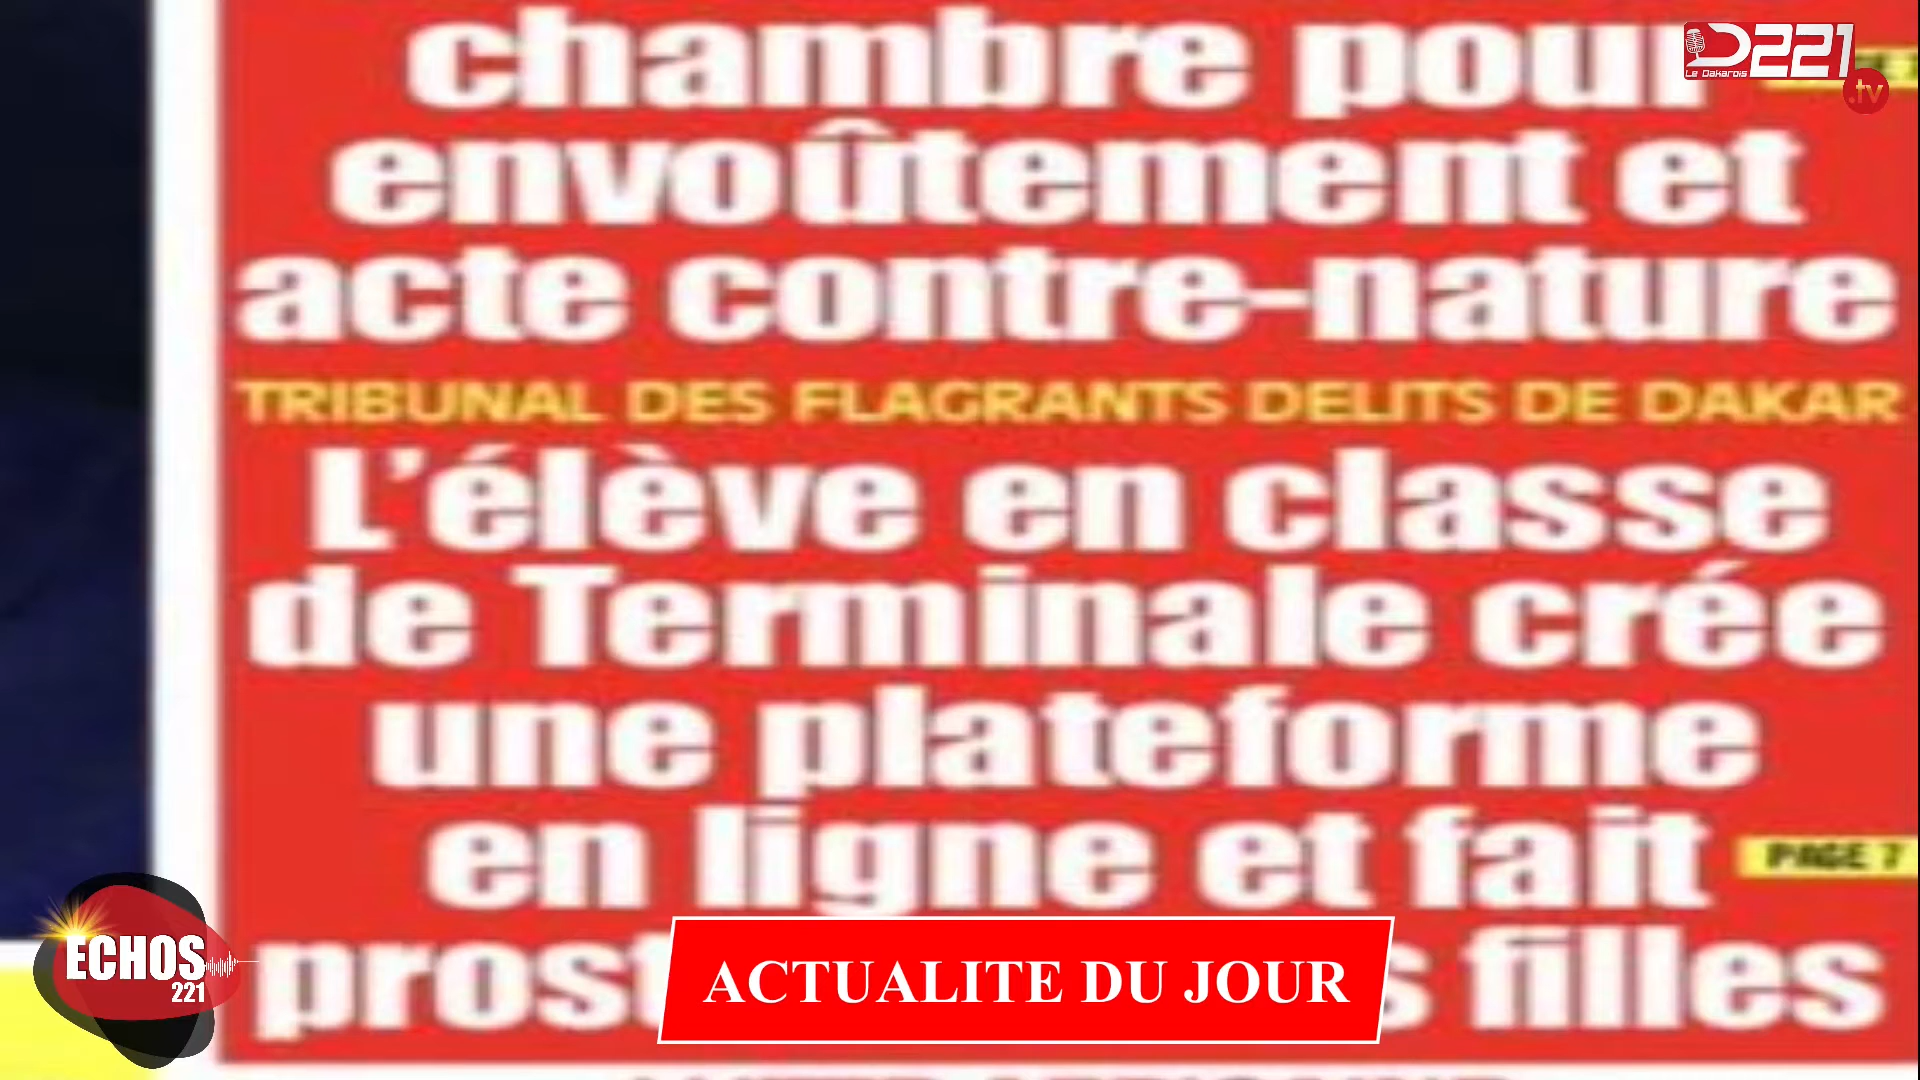 chambre pour
D221
Le Dakarois
.tv
envoûtement et
acte contre-nature
TRIBUNAL DES FLAGRANTS DELITS DE DAKAR
L'élève en classe
de Terminale crée
une plateforme
en ligne et fait
PAGE 7
filles
ACTUALITE DU JOUR
ECHOS
221